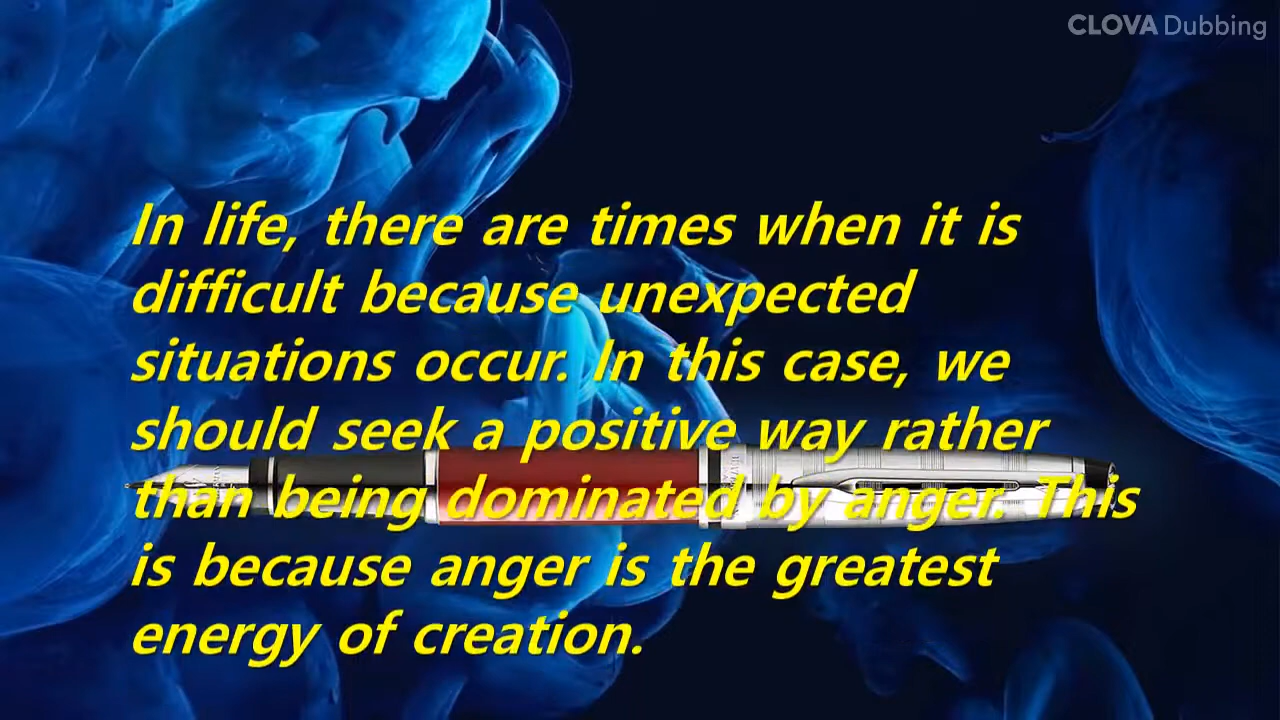 CLOVA Dubbing
In life, there are times when it is
difficult because unexpected
situations occur. In this case, we
should seek a positive way rather
than being dominated by anger. This
is because anger is the greatest
energy of creation.